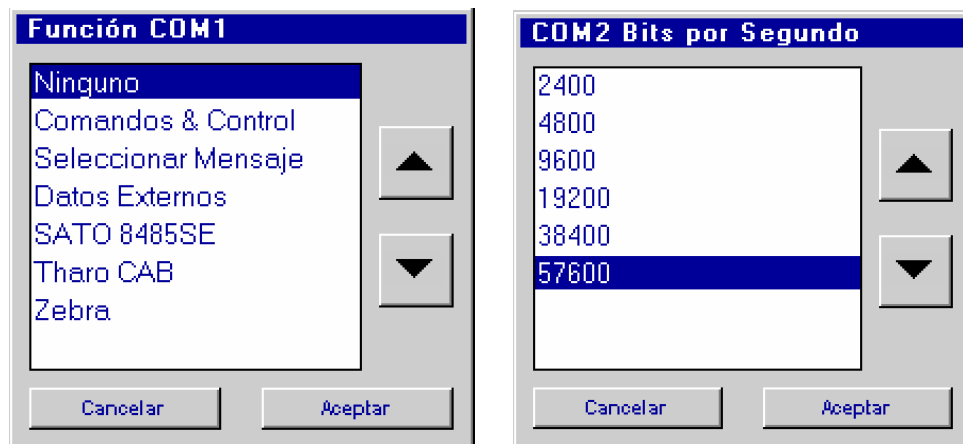 Función COM1
Ninguno
Comandos & Control
Seleccionar Mensaje
Datos Externos
SATO 8485SE
Tharo CAB
Zebra
Cancelar
Aceptar
COM2 Bits por Segundo
2400
4800
9600
19200
38400
57600
Cancelar
Aceptar